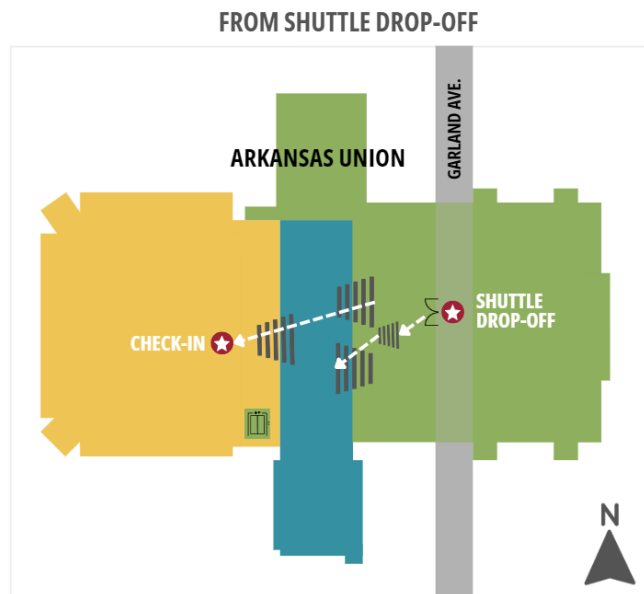 FROM SHUTTLE DROP-OFF
GARLAND AVE.
ARKANSAS UNION
SHUTTLE
DROP-OFF
CHECK-IN
N